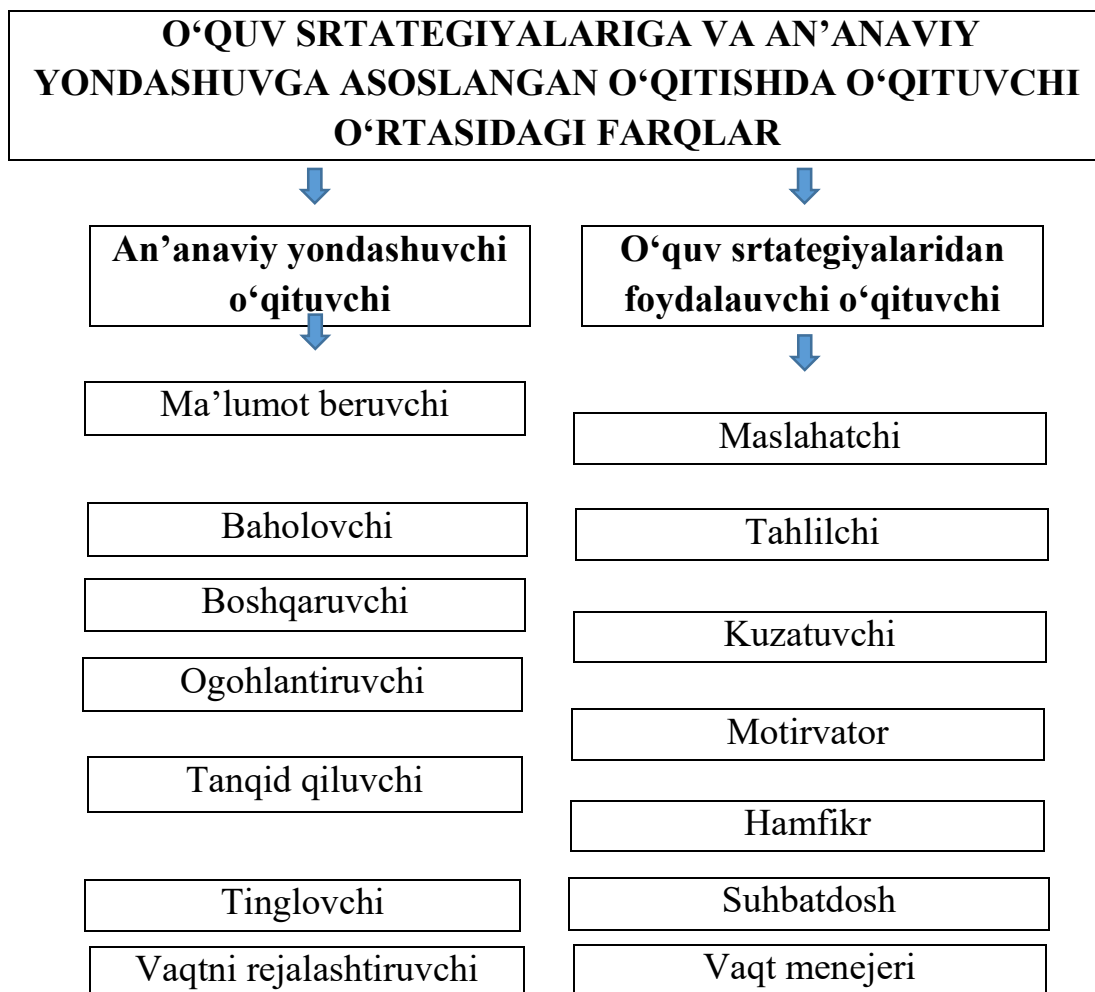 O‘QUV SRTATEGIYALARIGA VA AN’ANAVIY
YONDASHUVGA ASOSLANGAN O‘QITISHDA O‘QITUVCHI
O‘RTASIDAGI FARQLAR
An’anaviy yondashuvchi
o‘qituvchi
Ma’lumot beruvchi
Baholovchi
Boshqaruvchi
Ogohlantiruvchi
Tanqid qiluvchi
Tinglovchi
Vaqtni rejalashtiruvchi
O‘quv srtategiyalaridan
foydalauvchi o‘qituvchi
Maslahatchi
Tahlilchi
Kuzatuvchi
Motirvator
Hamfikr
Suhbatdosh
Vaqt menejeri